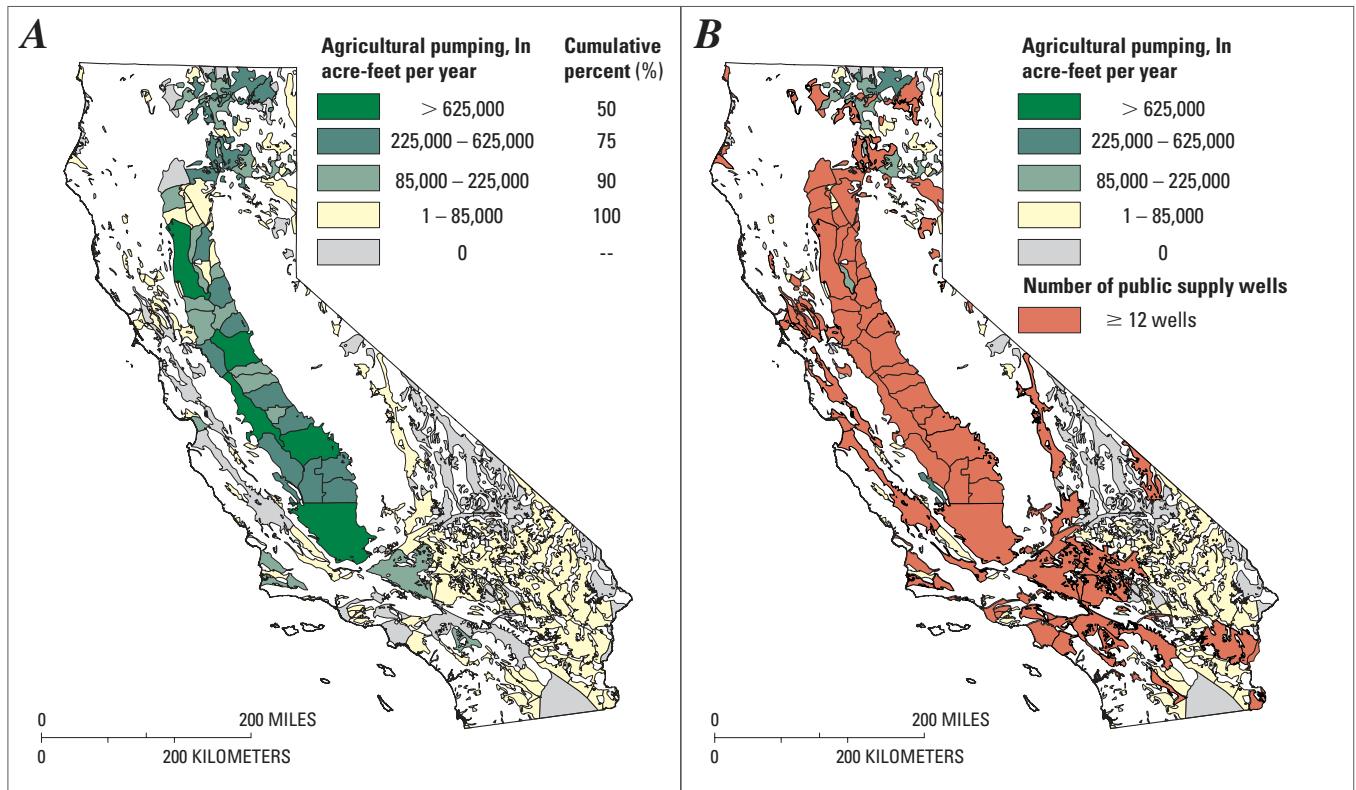 A
Agricultural pumping, In
acre-feet per year
Cumulative
percent (%)
> 625,000 50
225,000 – 625,000 75
85,000 – 225,000 90
1 – 85,000 100
0 --
0 200 MILES
0 200 KILOMETERS
B
Agricultural pumping, In
acre-feet per year
> 625,000
225,000 – 625,000
85,000 – 225,000
1 – 85,000
0
Number of public supply wells
≥ 12 wells
0 200 MILES
0 200 KILOMETERS